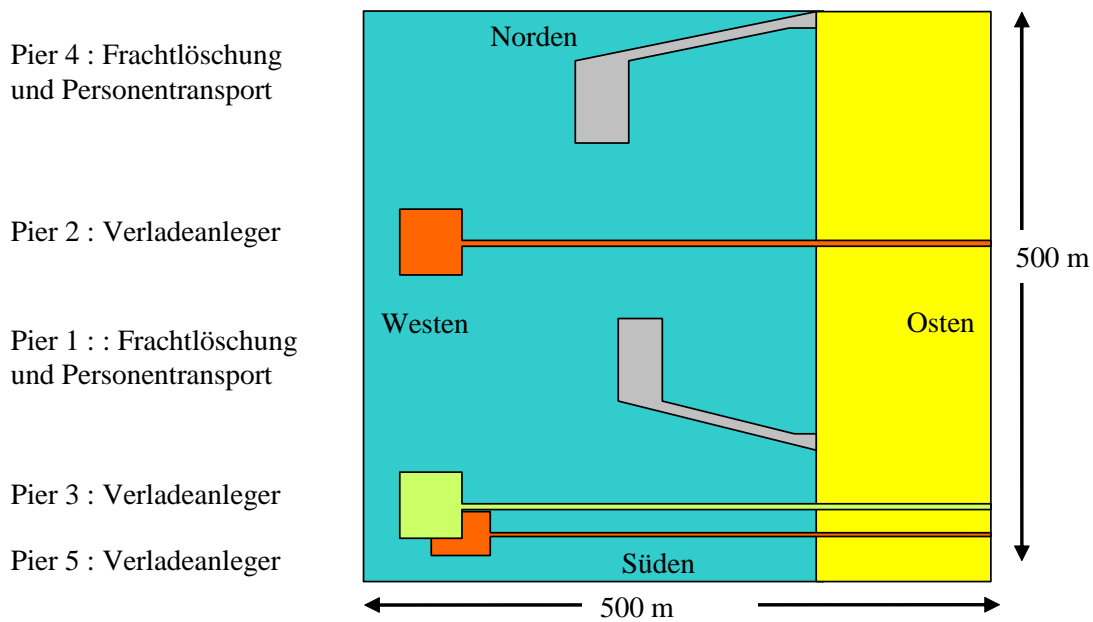 Pier 4 : Frachtlöschung
und Personentransport
Norden
Pier 2 : Verladeanleger
500 m
Westen
Osten
Pier 1 : : Frachtlöschung
und Personentransport
Pier 3 : Verladeanleger
Pier 5 : Verladeanleger
Süden
500 m